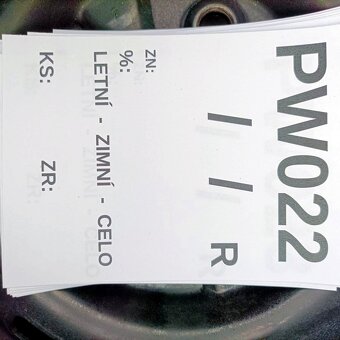 PW022
/ / R
ZN:
%:
LETNÍ - ZIMNÍ - CELO
KS: ZR: